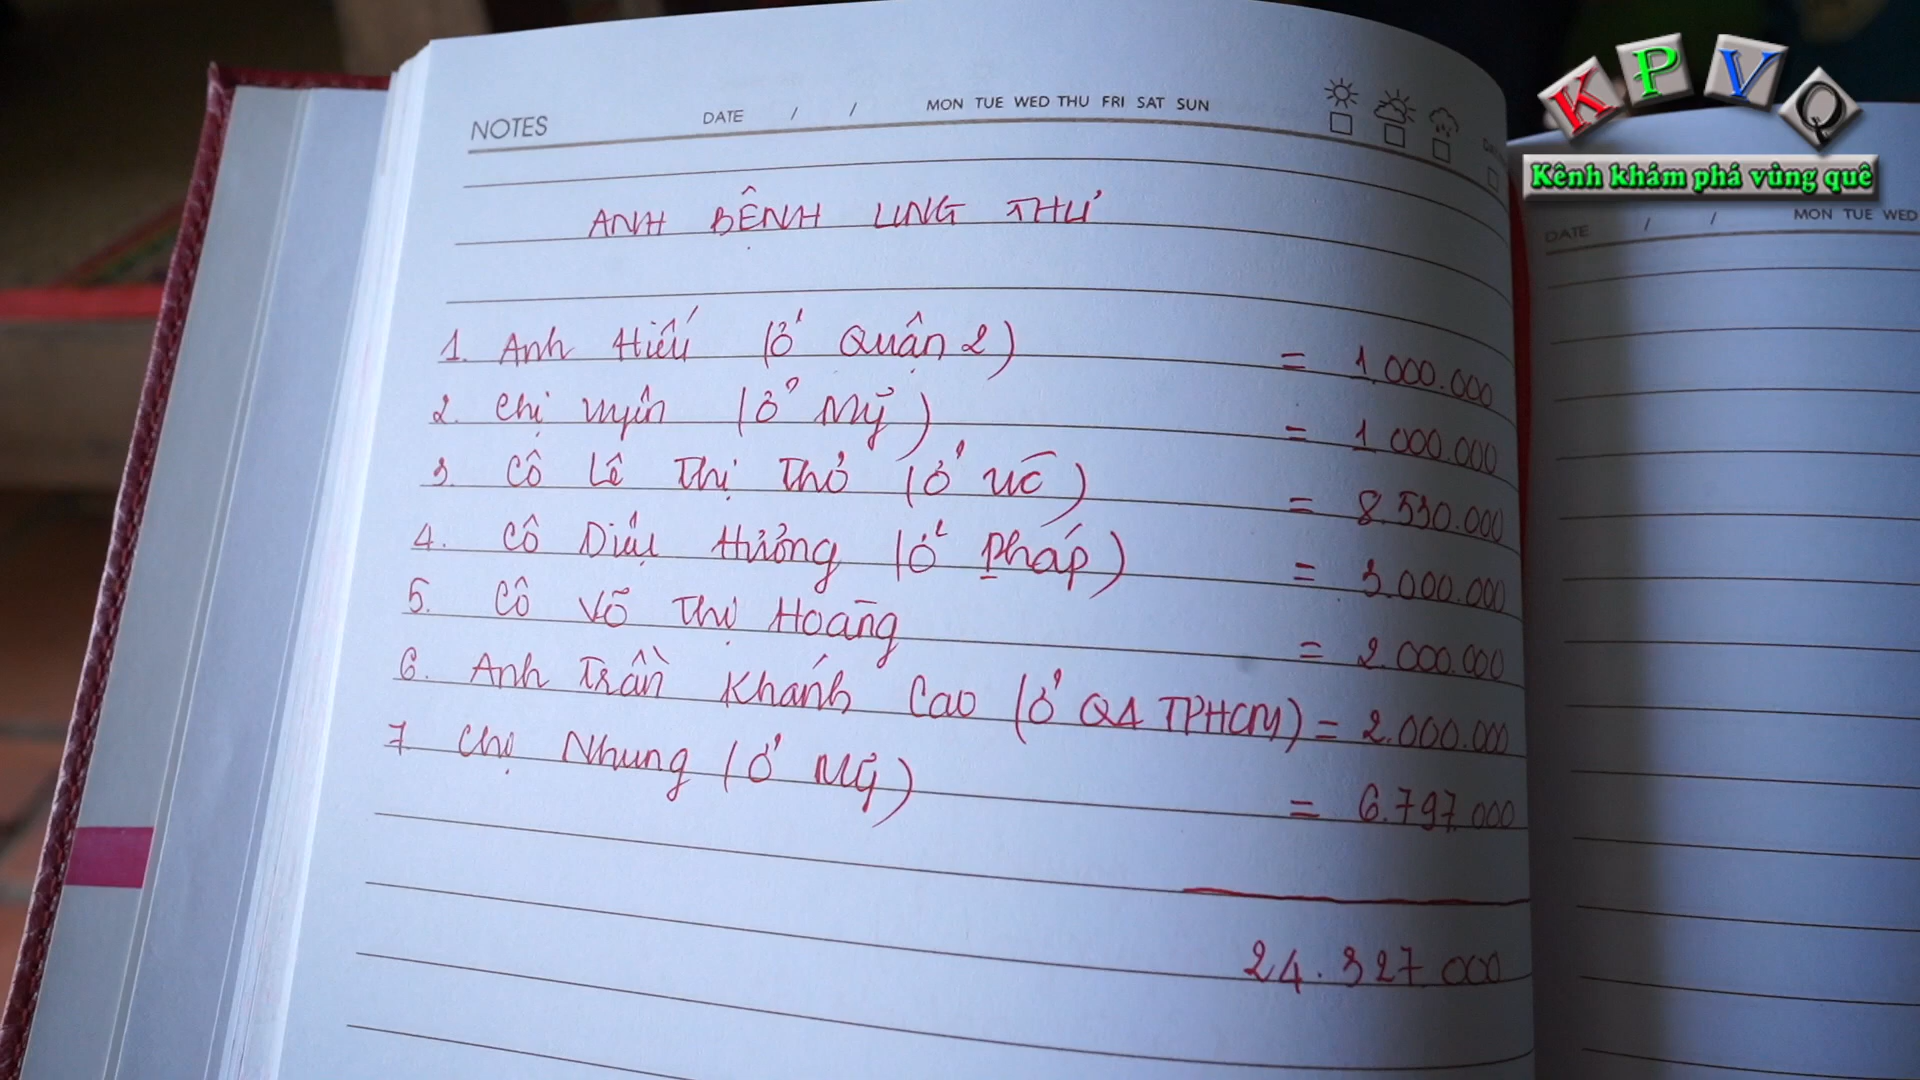 K P V Q
Kênh khám phá vùng quê
NOTES DATE / / MON TUE WED THU FRI SAT SUN
ANH BỆNH UNG THƯ
1. Anh Hiếu (ở Quận 2) = 1.000.000
2. Chị Uyên (ở Mỹ) = 1.000.000
3. Cô Lê Thị Thỏ (ở Úc) = 8.530.000
4. Cô Diệu Hưởng (ở Pháp) = 3.000.000
5. Cô Võ Thị Hoàng = 2.000.000
6. Anh Trần Khánh Cao (ở Q4 TPHCM) = 2.000.000
7. Chị Nhung (ở Mỹ) = 6.797.000
24.327.000
DATE / / MON TUE WED